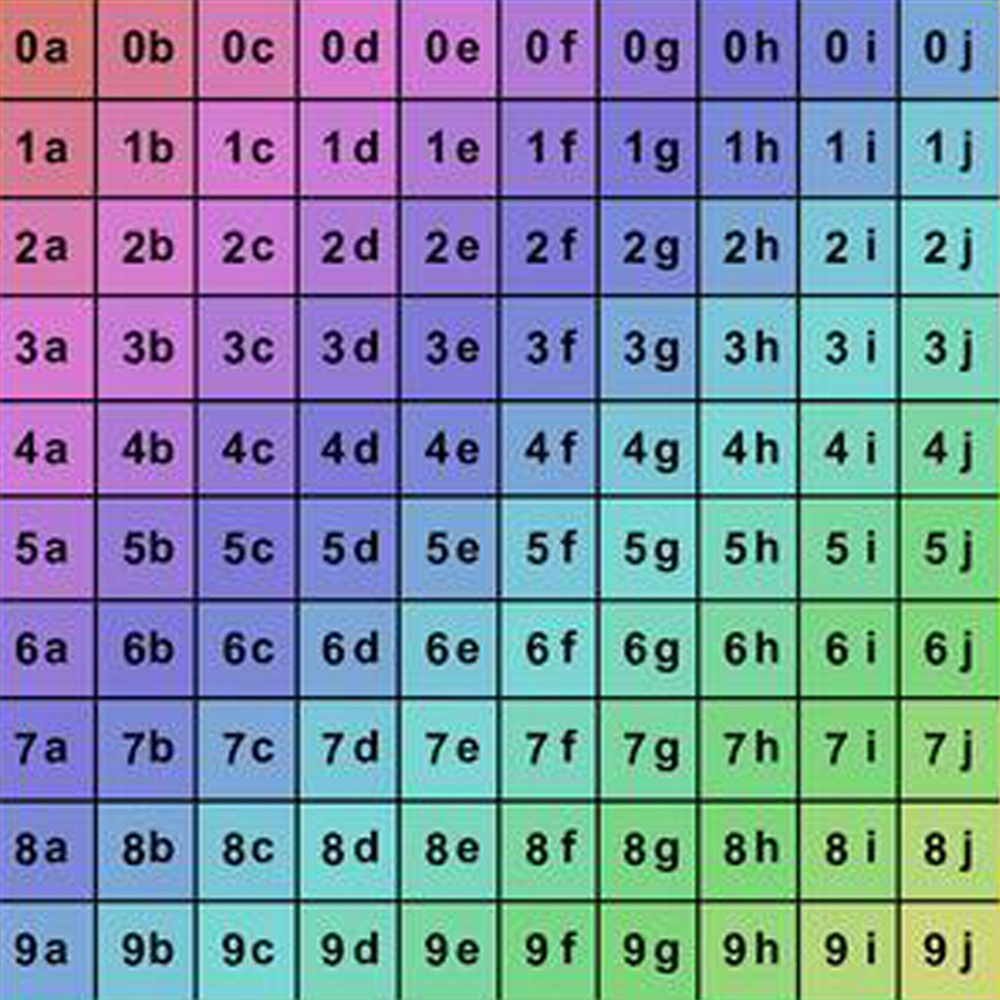 0a 0b 0c 0d 0e 0f 0g 0h 0i 0j
1a 1b 1c 1d 1e 1f 1g 1h 1i 1j
2a 2b 2c 2d 2e 2f 2g 2h 2i 2j
3a 3b 3c 3d 3e 3f 3g 3h 3i 3j
4a 4b 4c 4d 4e 4f 4g 4h 4i 4j
5a 5b 5c 5d 5e 5f 5g 5h 5i 5j
6a 6b 6c 6d 6e 6f 6g 6h 6i 6j
7a 7b 7c 7d 7e 7f 7g 7h 7i 7j
8a 8b 8c 8d 8e 8f 8g 8h 8i 8j
9a 9b 9c 9d 9e 9f 9g 9h 9i 9j